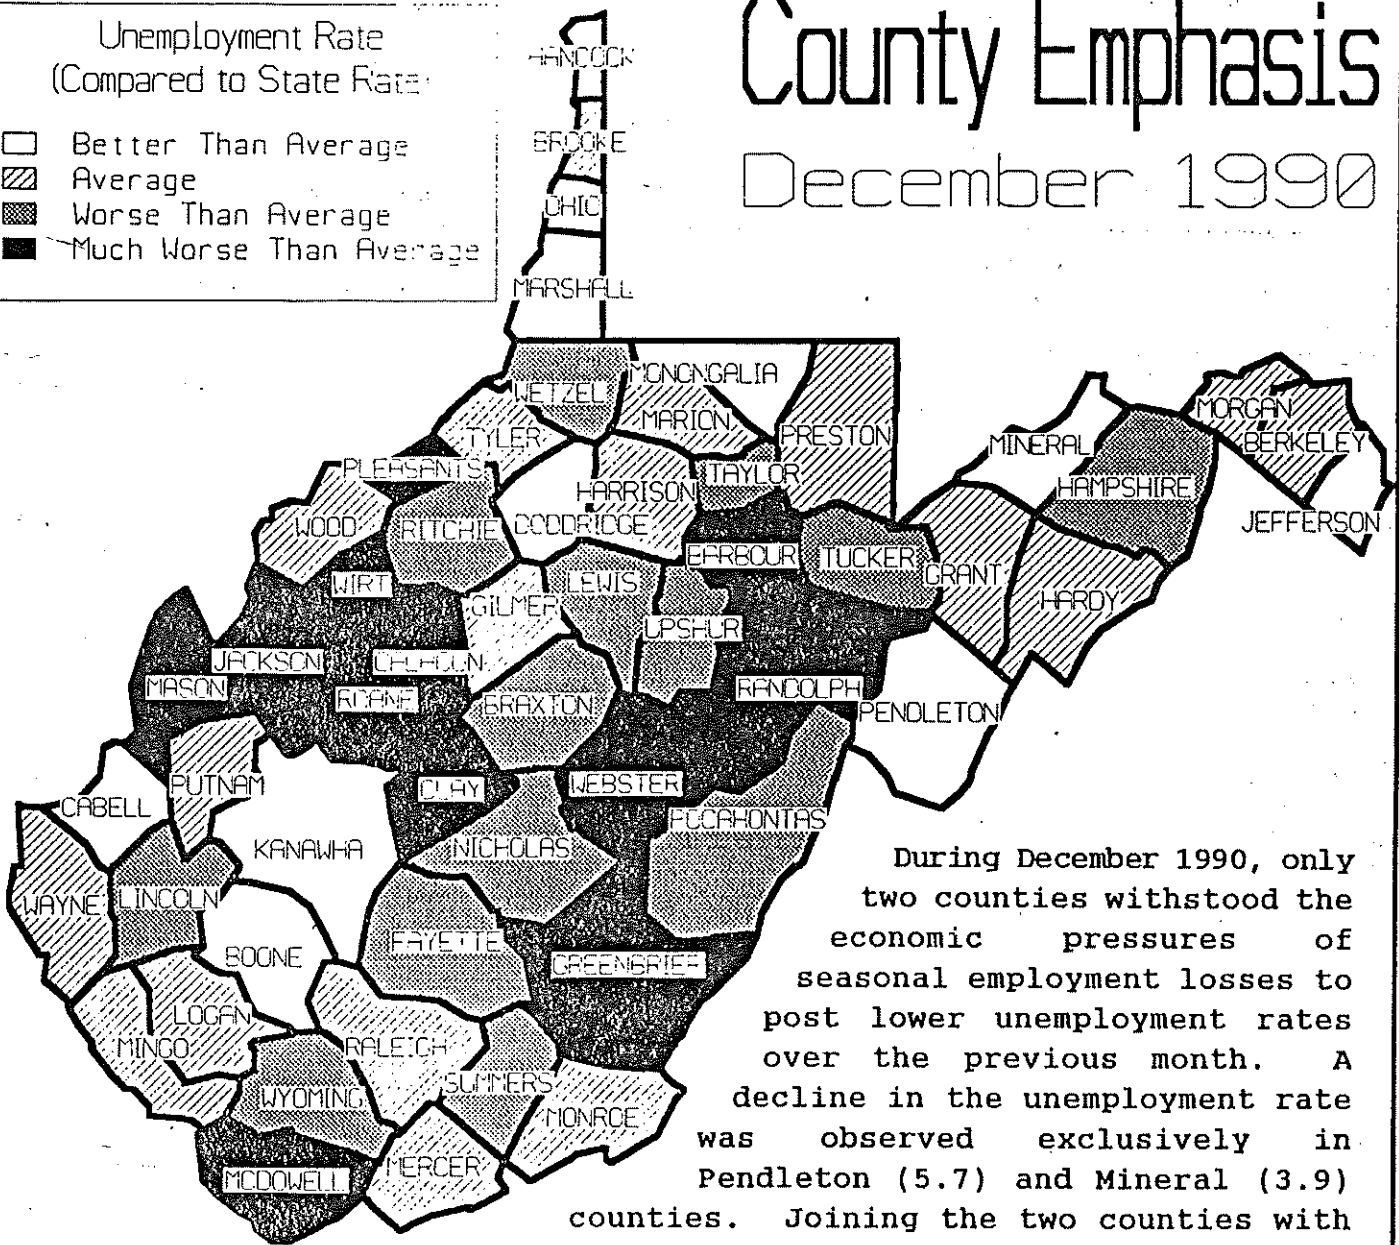 County Emphasis
December 1990
Unemployment Rate
(Compared to State Rate)
Better Than Average
Average
Worse Than Average
Much Worse Than Average
HANCOCK
BROOKE
OHIO
MARSHALL
WETZEL
MONONGALIA
MARION
PRESTON
TYLER
PLEASANTS
TAYLOR
HARRISON
WOOD
RITCHIE
DODDRIDGE
MINERAL
MORGAN
BERKELEY
HAMPSHIRE
JEFFERSON
WIRT
BARBOUR
TUCKER
GRANT
HARDY
LEWIS
GILMER
UPSHUR
JACKSON
CALHOUN
MASON
ROANE
BRAXTON
RANDOLPH
PENDLETON
PUTNAM
CLAY
WEBSTER
CABELL
POCAHONTAS
KANAWHA
NICHOLAS
WAYNE
LINCOLN
BOONE
FAYETTE
GREENBRIER
LOGAN
MINGO
RALEIGH
WYOMING
SUMMERS
MONROE
MERCER
MCDOWELL
During December 1990, only
two counties withstood the
economic pressures of
seasonal employment losses to
post lower unemployment rates
over the previous month. A
decline in the unemployment rate
was observed exclusively in
Pendleton (5.7) and Mineral (3.9)
counties. Joining the two counties with